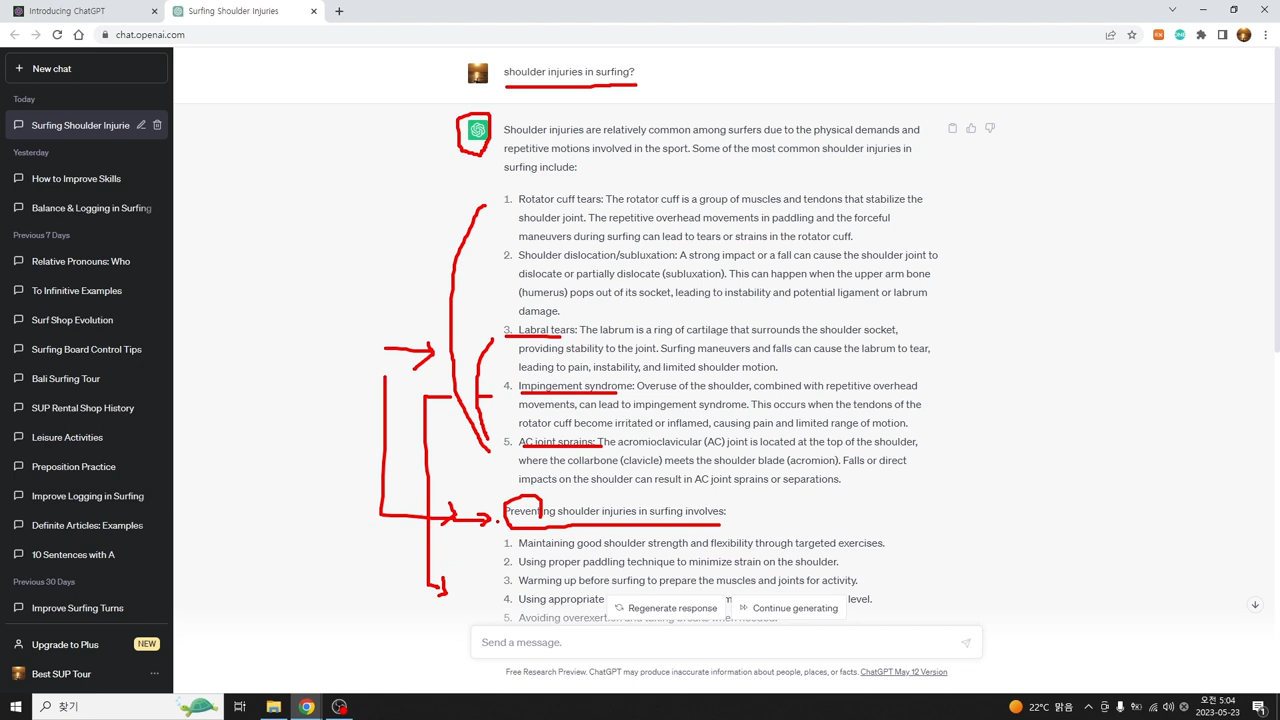 Introducing ChatGPT
Surfing Shoulder Injuries
chat.openai.com
New chat
Today
Surfing Shoulder Injurie
Yesterday
How to Improve Skills
Balance & Logging in Surfing
Previous 7 Days
Relative Pronouns: Who
To Infinitive Examples
Surf Shop Evolution
Surfing Board Control Tips
Bali Surfing Tour
SUP Rental Shop History
Leisure Activities
Preposition Practice
Improve Logging in Surfing
Definite Articles: Examples
10 Sentences with A
Previous 30 Days
Improve Surfing Turns
Upgrade to Plus NEW
Best SUP Tour
shoulder injuries in surfing?
Shoulder injuries are relatively common among surfers due to the physical demands and
repetitive motions involved in the sport. Some of the most common shoulder injuries in
surfing include:
1. Rotator cuff tears: The rotator cuff is a group of muscles and tendons that stabilize the
shoulder joint. The repetitive overhead movements in paddling and the forceful
maneuvers during surfing can lead to tears or strains in the rotator cuff.
2. Shoulder dislocation/subluxation: A strong impact or a fall can cause the shoulder joint to
dislocate or partially dislocate (subluxation). This can happen when the upper arm bone
(humerus) pops out of its socket, leading to instability and potential ligament or labrum
damage.
3. Labral tears: The labrum is a ring of cartilage that surrounds the shoulder socket,
providing stability to the joint. Surfing maneuvers and falls can cause the labrum to tear,
leading to pain, instability, and limited shoulder motion.
4. Impingement syndrome: Overuse of the shoulder, combined with repetitive overhead
movements, can lead to impingement syndrome. This occurs when the tendons of the
rotator cuff become irritated or inflamed, causing pain and limited range of motion.
5. AC joint sprains: The acromioclavicular (AC) joint is located at the top of the shoulder,
where the collarbone (clavicle) meets the shoulder blade (acromion). Falls or direct
impacts on the shoulder can result in AC joint sprains or separations.
Preventing shoulder injuries in surfing involves:
1. Maintaining good shoulder strength and flexibility through targeted exercises.
2. Using proper paddling technique to minimize strain on the shoulder.
3. Warming up before surfing to prepare the muscles and joints for activity.
4. Using appropriate level.
5. Avoiding overexertion and taking breaks when needed.
Regenerate response Continue generating
Send a message.
Free Research Preview. ChatGPT may produce inaccurate information about people, places, or facts. ChatGPT May 12 Version
찾기
22°C 맑음
오전 5:04
2023-05-23